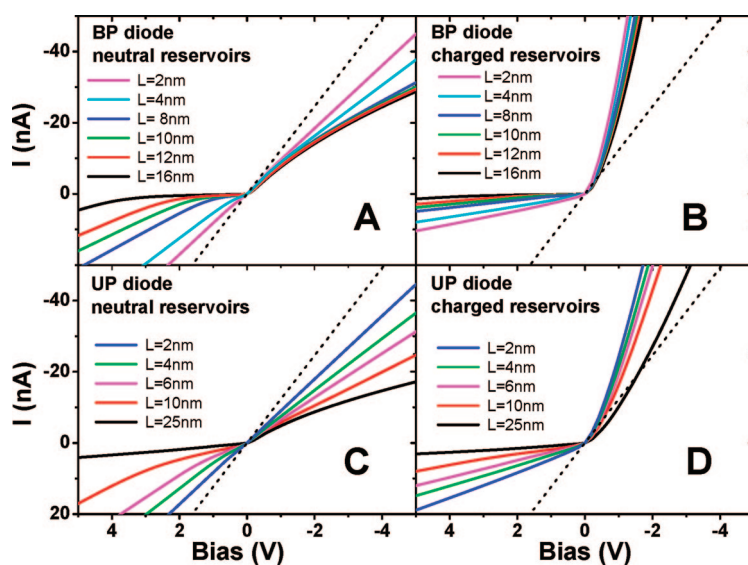 BP diode
neutral reservoirs
L=2nm
L=4nm
L= 8nm
L=10nm
L=12nm
L=16nm
A
BP diode
charged reservoirs
L=2nm
L=4nm
L=8nm
L=10nm
L=12nm
L=16nm
B
-40
-20
0
I (nA)
UP diode
neutral reservoirs
L=2nm
L=4nm
L=6nm
L=10nm
L=25nm
C
UP diode
charged reservoirs
L=2nm
L=4nm
L=6nm
L=10nm
L=25nm
D
-40
-20
0
20
I (nA)
4 2 0 -2 -4
4 2 0 -2 -4
Bias (V)
Bias (V)